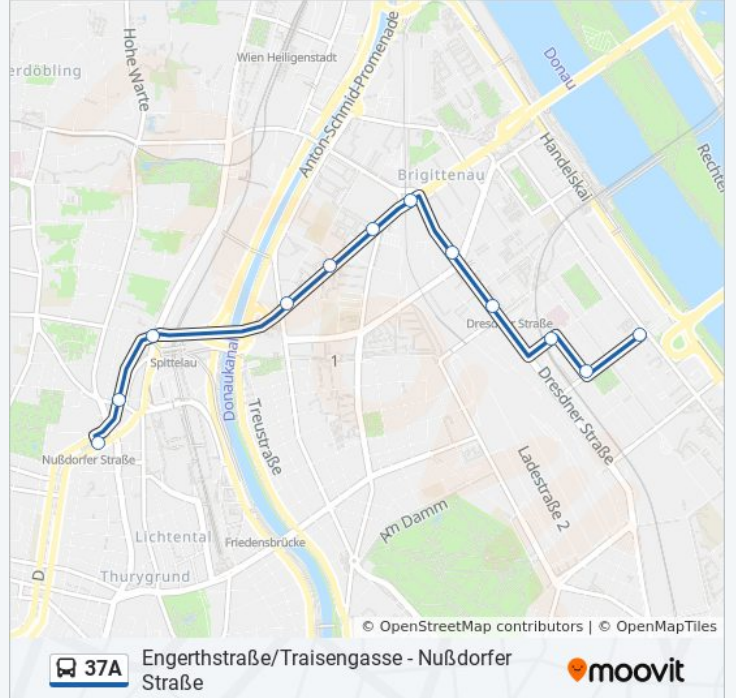 Hohe Warte
erdöbling
Wien Heiligenstadt
Anton-Schmid-Promenade
Donau
Handelskai
Rechte
Brigittenau
Dresdner Straße
Spittelau
Donaukanal
1
Dresdner Straße
Treustraße
Nußdorfer Straße
Ladestraße 2
Am Damm
Lichtental
Friedensbrücke
D
Thurygrund
© OpenStreetMap contributors | © OpenMapTiles
37A
Engerthstraße/Traisengasse - Nußdorfer
Straße
moovit